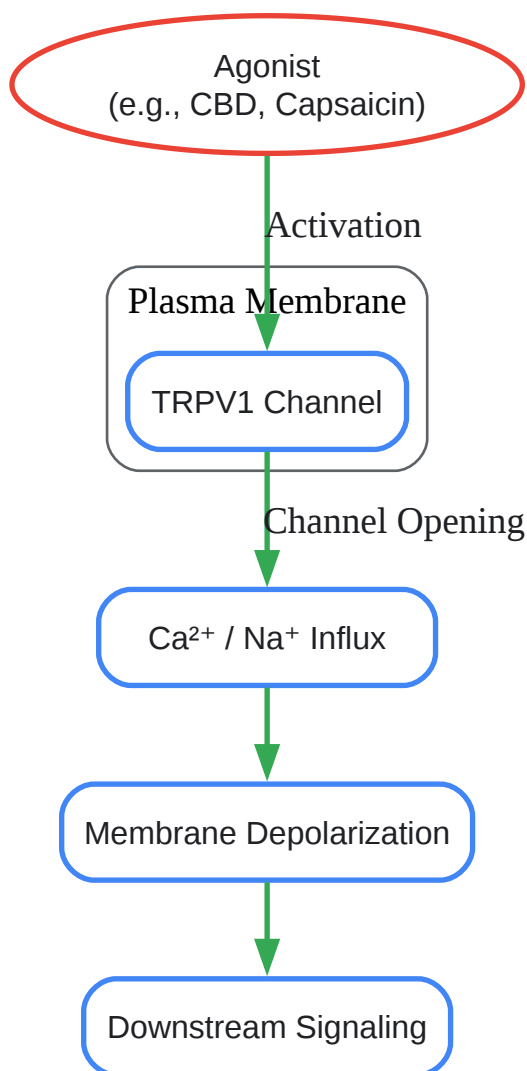 Agonist
(e.g., CBD, Capsaicin)
Activation
Plasma Membrane
TRPV1 Channel
Channel Opening
Ca²⁺ / Na⁺ Influx
Membrane Depolarization
Downstream Signaling